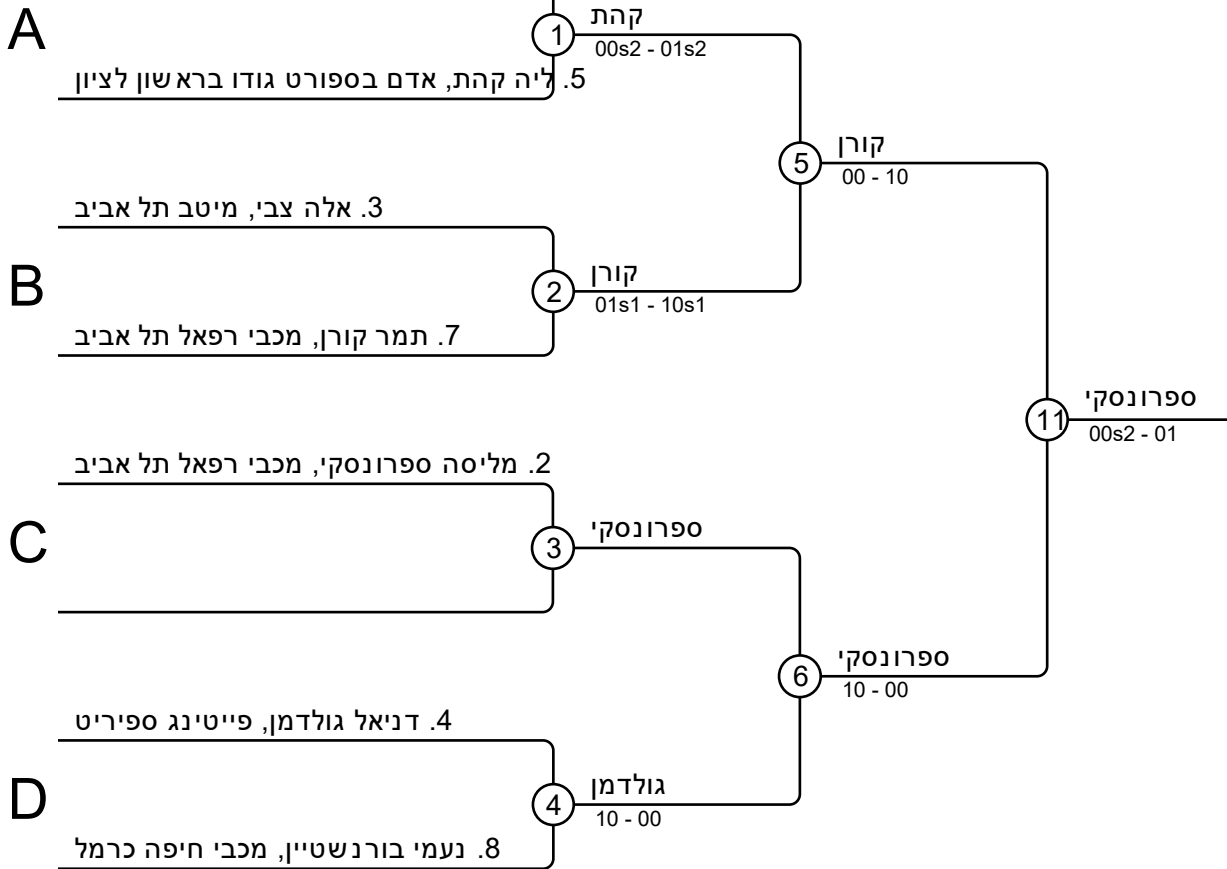 A
1
קהת
00s2 - 01s2
5. ליה קהת, אדם בספורט גודו בראשון לציון
5
קורן
00 - 10
3. אלה צבי, מיטב תל אביב
B
2
קורן
01s1 - 10s1
7. תמר קורן, מכבי רפאל תל אביב
11
ספרונסקי
00s2 - 01
2. מליסה ספרונסקי, מכבי רפאל תל אביב
C
3
ספרונסקי
6
ספרונסקי
10 - 00
4. דניאל גולדמן, פייטינג ספיריט
D
4
גולדמן
10 - 00
8. נעמי בורנשטיין, מכבי חיפה כרמל